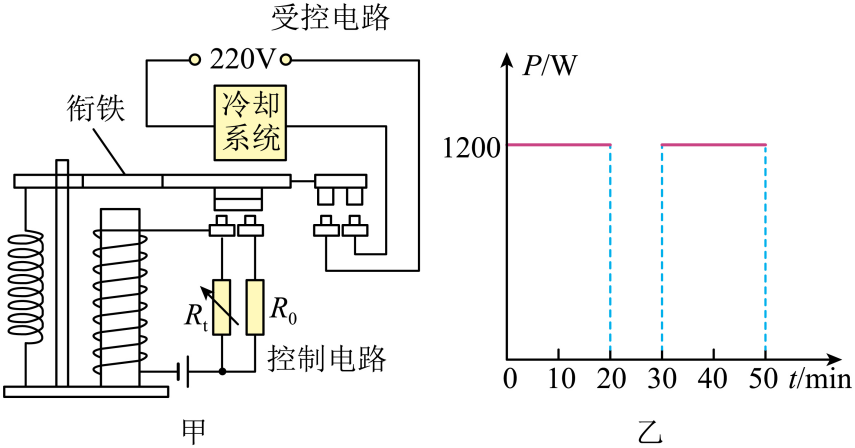 受控电路
220V
冷却
系统
衔铁
Rt
R0
控制电路
甲
P/W
1200
0 10 20 30 40 50 t/min
乙